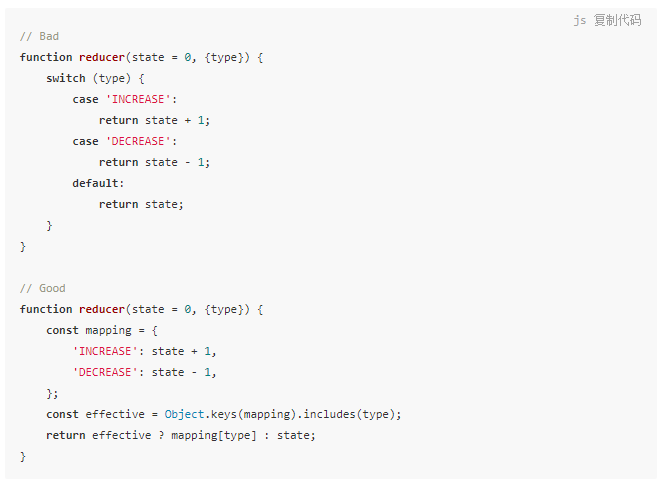 js 复制代码
// Bad
function reducer(state = 0, {type}) {
    switch (type) {
        case 'INCREASE':
            return state + 1;
        case 'DECREASE':
            return state - 1;
        default:
            return state;
    }
}

// Good
function reducer(state = 0, {type}) {
    const mapping = {
        'INCREASE': state + 1,
        'DECREASE': state - 1,
    };
    const effective = Object.keys(mapping).includes(type);
    return effective ? mapping[type] : state;
}